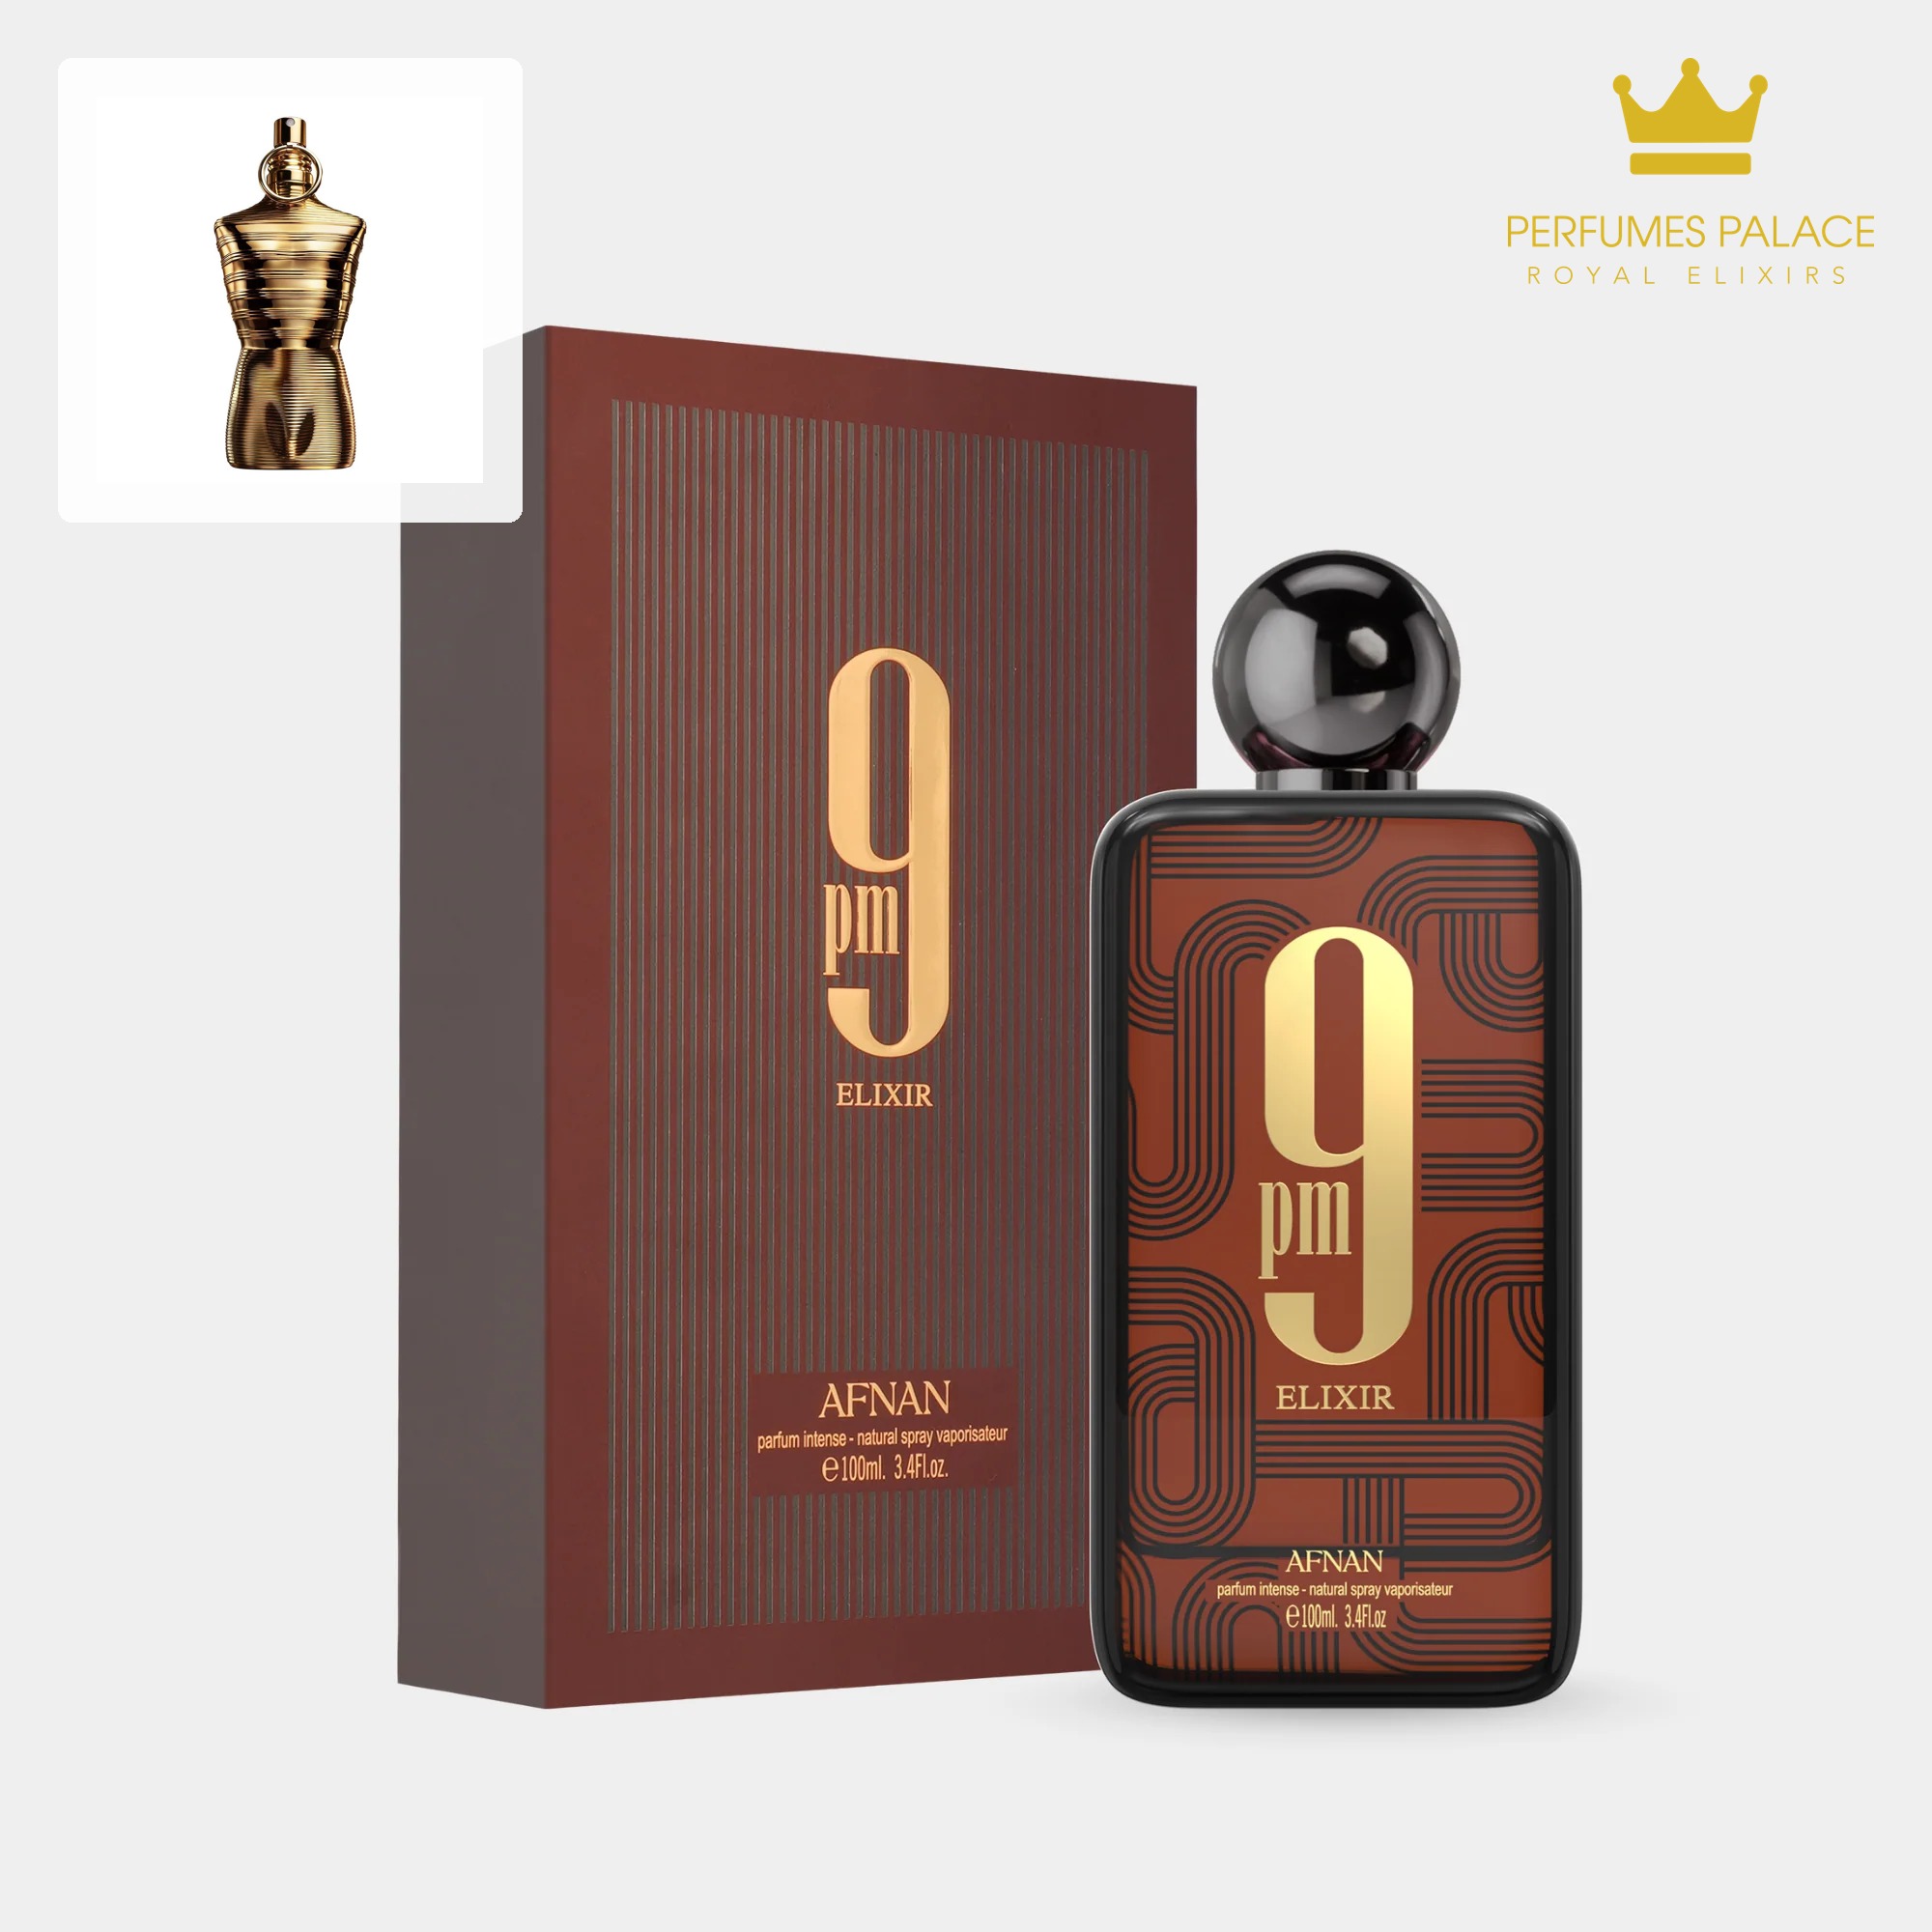 PERFUMES PALACE
ROYAL ELIXIRS
9
pm
ELIXIR
AFNAN
parfum intense - natural spray vaporisateur
℮100ml. 3.4Fl.oz.
9
pm
ELIXIR
AFNAN
parfum intense - natural spray vaporisateur
℮100ml. 3.4Fl.oz